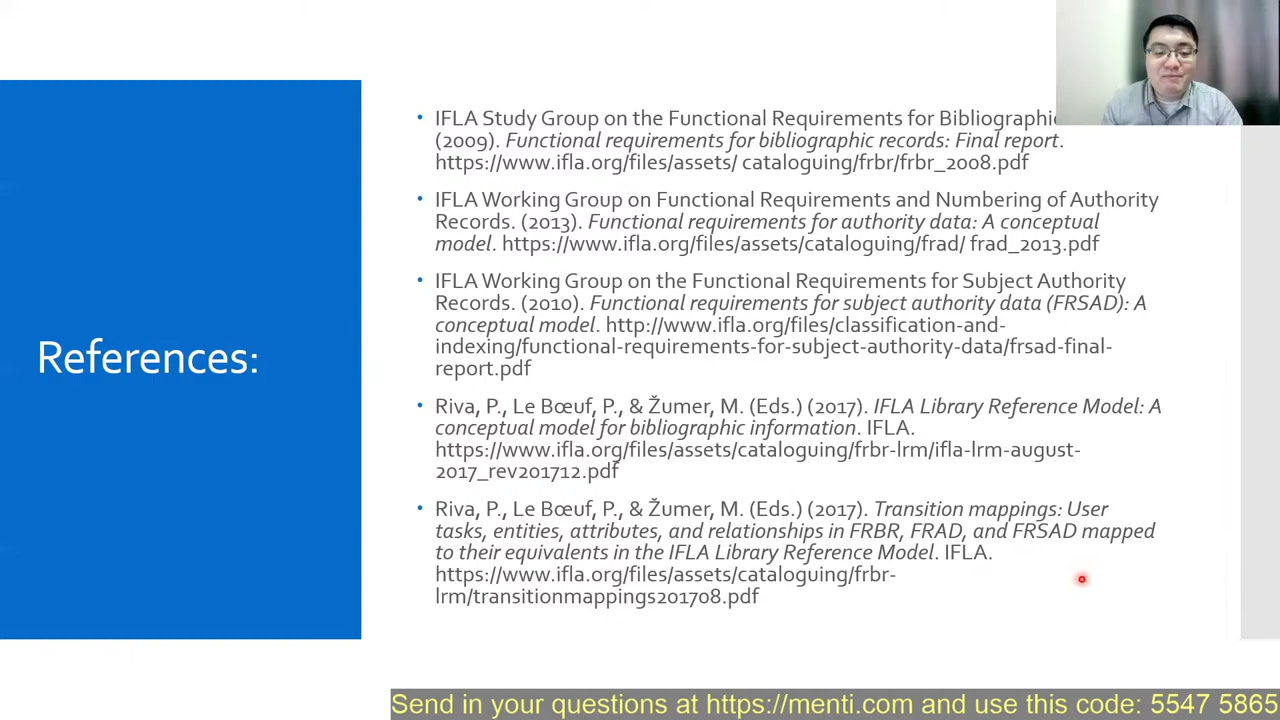 References:
• IFLA Study Group on the Functional Requirements for Bibliographic
(2009). Functional requirements for bibliographic records: Final report.
https://www.ifla.org/files/assets/ cataloguing/frbr/frbr_2008.pdf
• IFLA Working Group on Functional Requirements and Numbering of Authority
Records. (2013). Functional requirements for authority data: A conceptual
model. https://www.ifla.org/files/assets/cataloguing/frad/ frad_2013.pdf
• IFLA Working Group on the Functional Requirements for Subject Authority
Records. (2010). Functional requirements for subject authority data (FRSAD): A
conceptual model. http://www.ifla.org/files/classification-and-
indexing/functional-requirements-for-subject-authority-data/frsad-final-
report.pdf
• Riva, P., Le Bœuf, P., & Žumer, M. (Eds.) (2017). IFLA Library Reference Model: A
conceptual model for bibliographic information. IFLA.
https://www.ifla.org/files/assets/cataloguing/frbr-lrm/ifla-lrm-august-
2017_rev201712.pdf
• Riva, P., Le Bœuf, P., & Žumer, M. (Eds.) (2017). Transition mappings: User
tasks, entities, attributes, and relationships in FRBR, FRAD, and FRSAD mapped
to their equivalents in the IFLA Library Reference Model. IFLA.
https://www.ifla.org/files/assets/cataloguing/frbr-
lrm/transitionmappings201708.pdf
Send in your questions at https://menti.com and use this code: 5547 5865